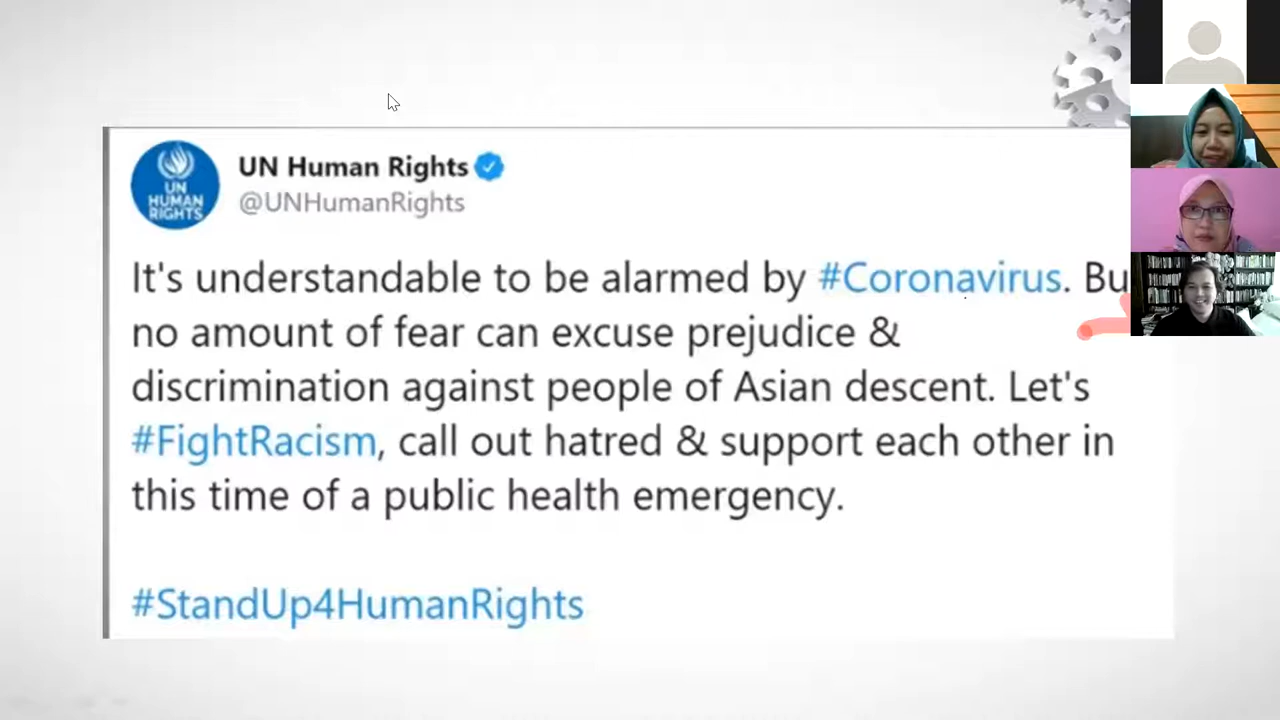 UN
HUMAN
RIGHTS
UN Human Rights
@UNHumanRights
It's understandable to be alarmed by #Coronavirus. Bu
no amount of fear can excuse prejudice &
discrimination against people of Asian descent. Let's
#FightRacism, call out hatred & support each other in
this time of a public health emergency.
#StandUp4HumanRights